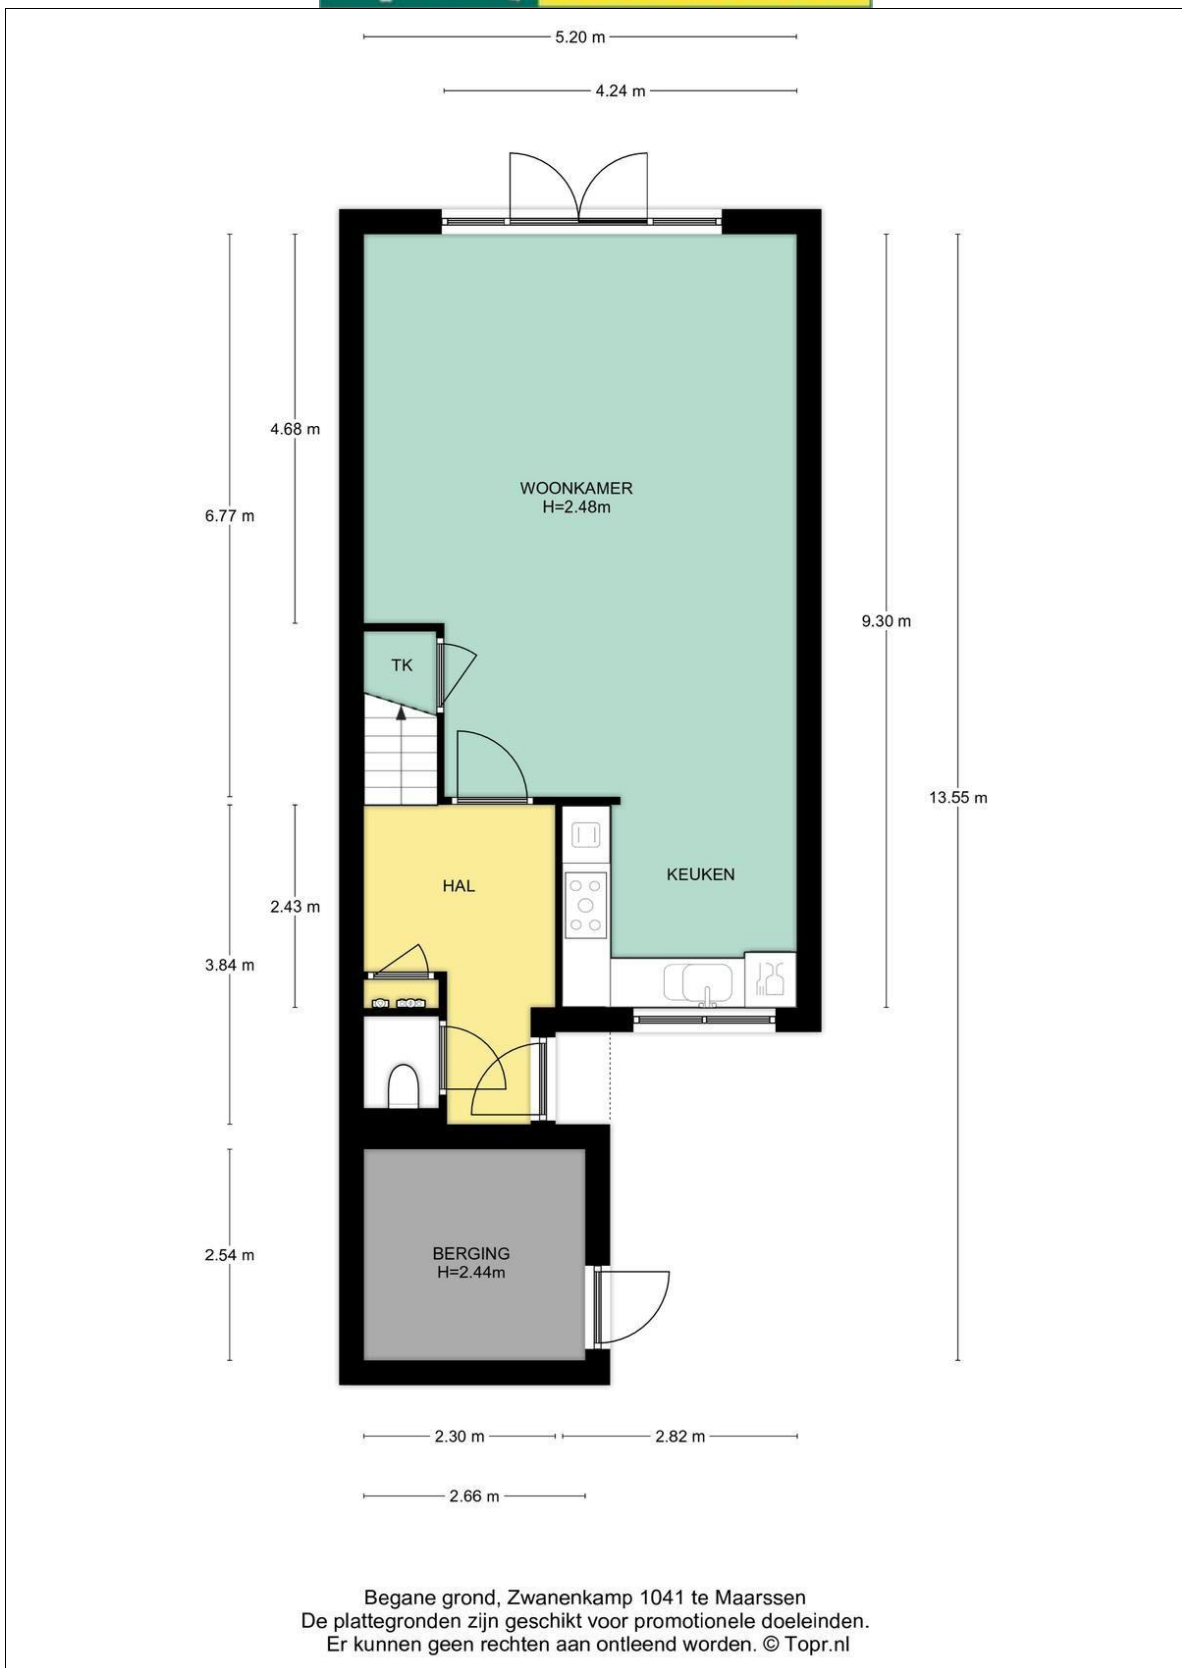 5.20 m
4.24 m
4.68 m
6.77 m
WOONKAMER
H=2.48m
9.30 m
TK
13.55 m
HAL
KEUKEN
2.43 m
3.84 m
BERGING
H=2.44m
2.54 m
2.30 m
2.82 m
2.66 m
Begane grond, Zwanenkamp 1041 te Maarssen
De plattegronden zijn geschikt voor promotionele doeleinden.
Er kunnen geen rechten aan ontleend worden. © Topr.nl